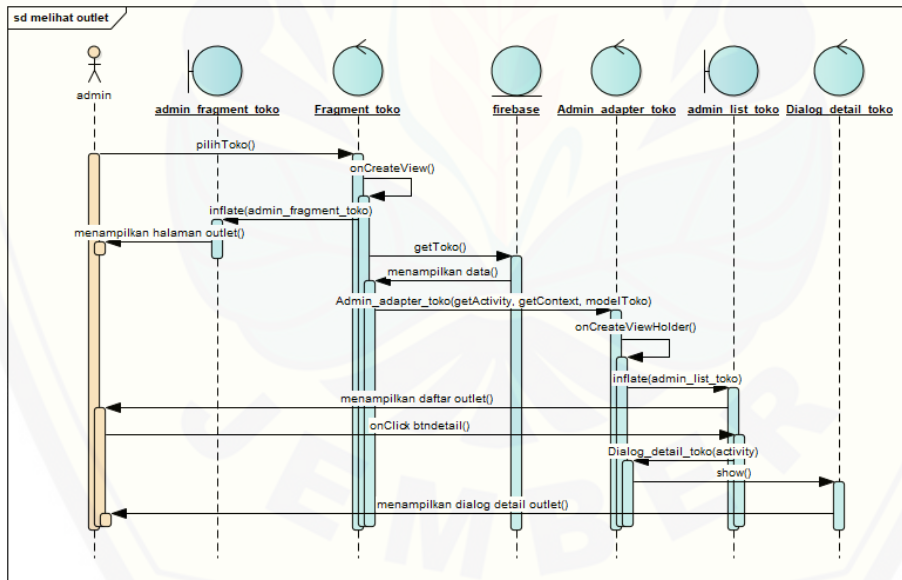 sd melihat outlet
admin
admin_fragment_toko
Fragment_toko
firebase
Admin_adapter_toko
admin_list_toko
Dialog_detail_toko
pilihToko()
onCreateView()
inflate(admin_fragment_toko)
menampilkan halaman outlet()
getToko()
menampilkan data()
Admin_adapter_toko(getActivity, getContext, modelToko)
onCreateViewHolder()
inflate(admin_list_toko)
menampilkan daftar outlet()
onClick btndetail()
Dialog_detail_toko(activity)
show()
menampilkan dialog detail outlet()
JEMBER